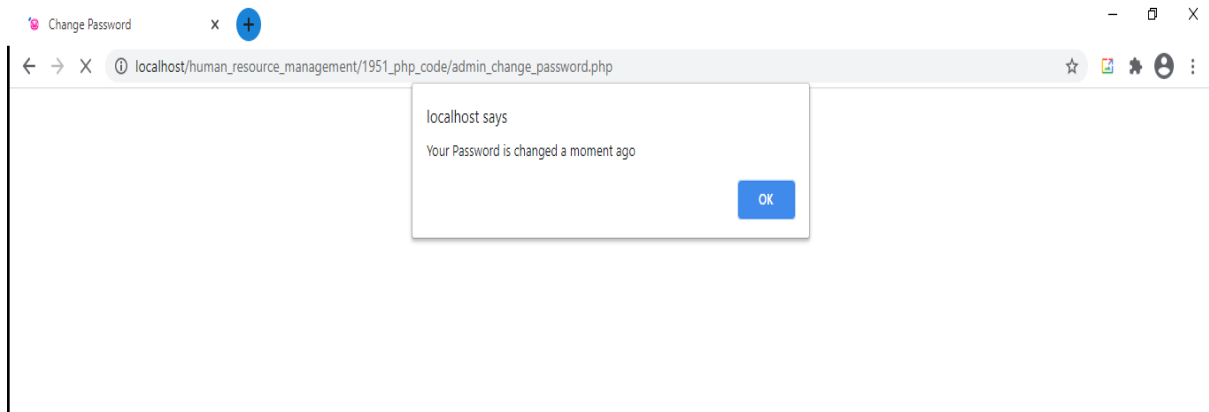 Change Password
localhost/human_resource_management/1951_php_code/admin_change_password.php
localhost says
Your Password is changed a moment ago
OK